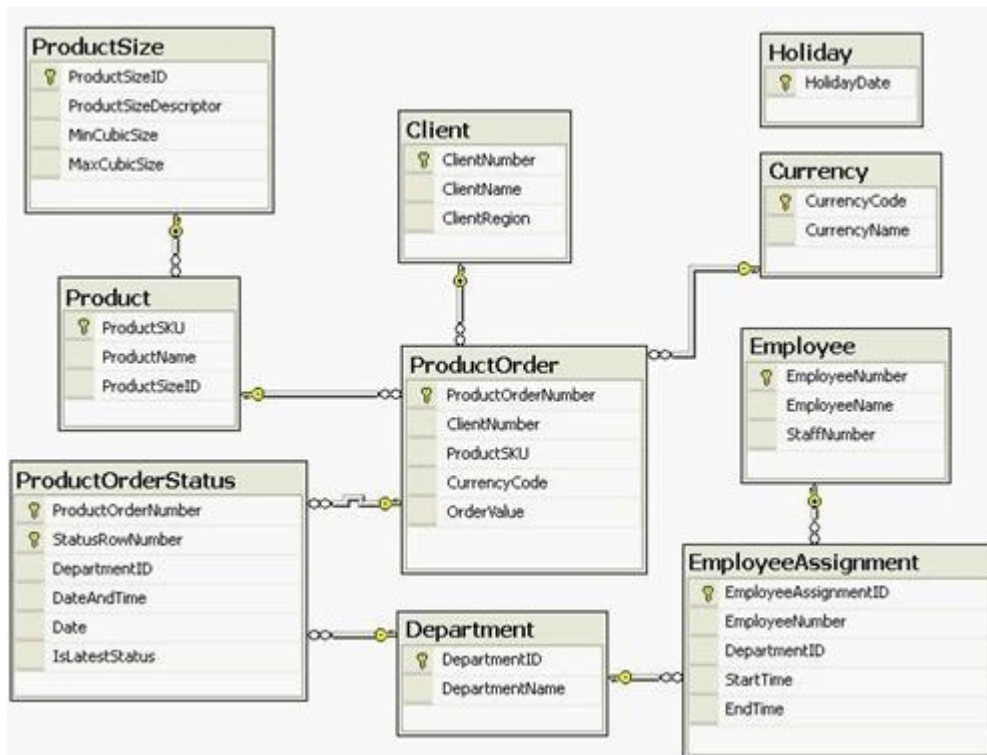 ProductSize
ProductSizeID
ProductSizeDescriptor
MinCubicSize
MaxCubicSize
Holiday
HolidayDate
Client
ClientNumber
ClientName
ClientRegion
Currency
CurrencyCode
CurrencyName
Product
ProductSKU
ProductName
ProductSizeID
ProductOrder
ProductOrderNumber
ClientNumber
ProductSKU
CurrencyCode
OrderValue
Employee
EmployeeNumber
EmployeeName
StaffNumber
ProductOrderStatus
ProductOrderNumber
StatusRowNumber
DepartmentID
DateAndTime
Date
IsLatestStatus
Department
DepartmentID
DepartmentName
EmployeeAssignment
EmployeeAssignmentID
EmployeeNumber
DepartmentID
StartTime
EndTime